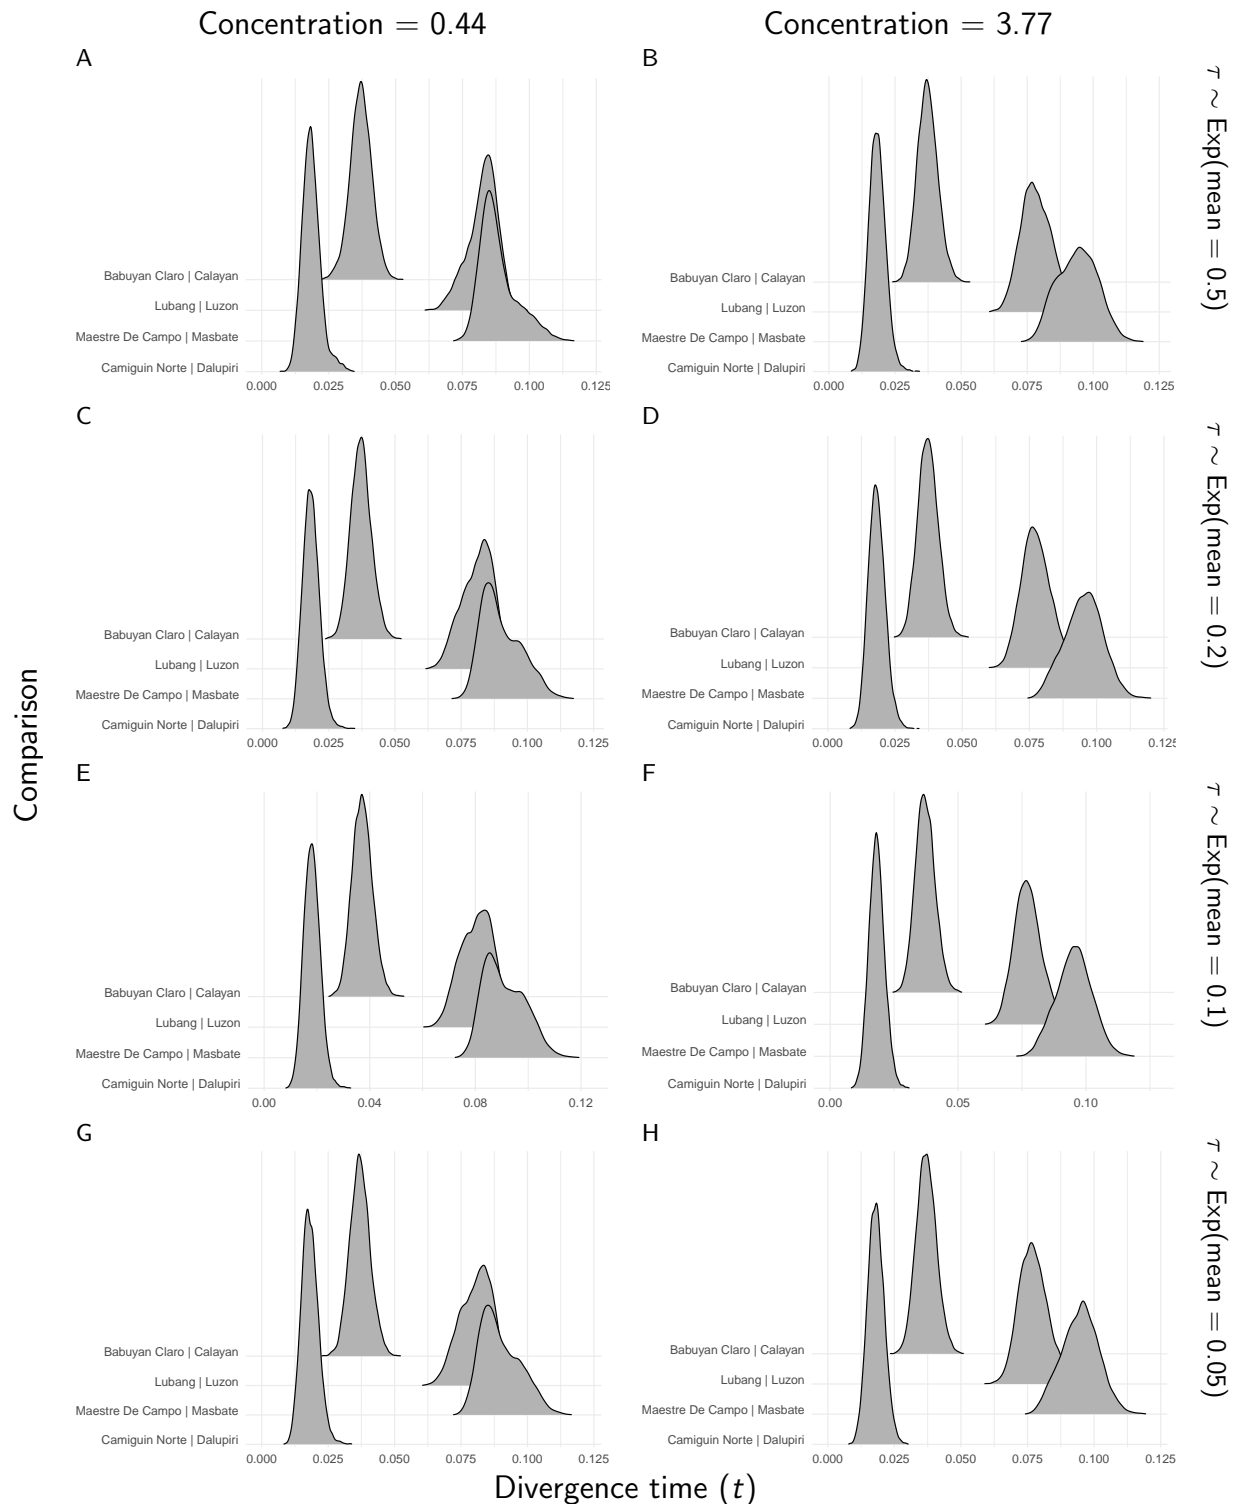 Concentration = 0.44
Concentration = 3.77
A
Babuyan Claro | Calayan
Lubang | Luzon
Maestre De Campo | Masbate
Camiguin Norte | Dalupiri
0.000 0.025 0.050 0.075 0.100 0.125
B
Babuyan Claro | Calayan
Lubang | Luzon
Maestre De Campo | Masbate
Camiguin Norte | Dalupiri
0.000 0.025 0.050 0.075 0.100 0.125
τ ∼ Exp(mean = 0.5)
C
Babuyan Claro | Calayan
Lubang | Luzon
Maestre De Campo | Masbate
Camiguin Norte | Dalupiri
0.000 0.025 0.050 0.075 0.100 0.125
D
Babuyan Claro | Calayan
Lubang | Luzon
Maestre De Campo | Masbate
Camiguin Norte | Dalupiri
0.000 0.025 0.050 0.075 0.100 0.125
τ ∼ Exp(mean = 0.2)
Comparison
E
Babuyan Claro | Calayan
Lubang | Luzon
Maestre De Campo | Masbate
Camiguin Norte | Dalupiri
0.00 0.04 0.08 0.12
F
Babuyan Claro | Calayan
Lubang | Luzon
Maestre De Campo | Masbate
Camiguin Norte | Dalupiri
0.00 0.05 0.10
τ ∼ Exp(mean = 0.1)
G
Babuyan Claro | Calayan
Lubang | Luzon
Maestre De Campo | Masbate
Camiguin Norte | Dalupiri
0.000 0.025 0.050 0.075 0.100 0.125
H
Babuyan Claro | Calayan
Lubang | Luzon
Maestre De Campo | Masbate
Camiguin Norte | Dalupiri
0.000 0.025 0.050 0.075 0.100 0.125
τ ∼ Exp(mean = 0.05)
Divergence time (t)